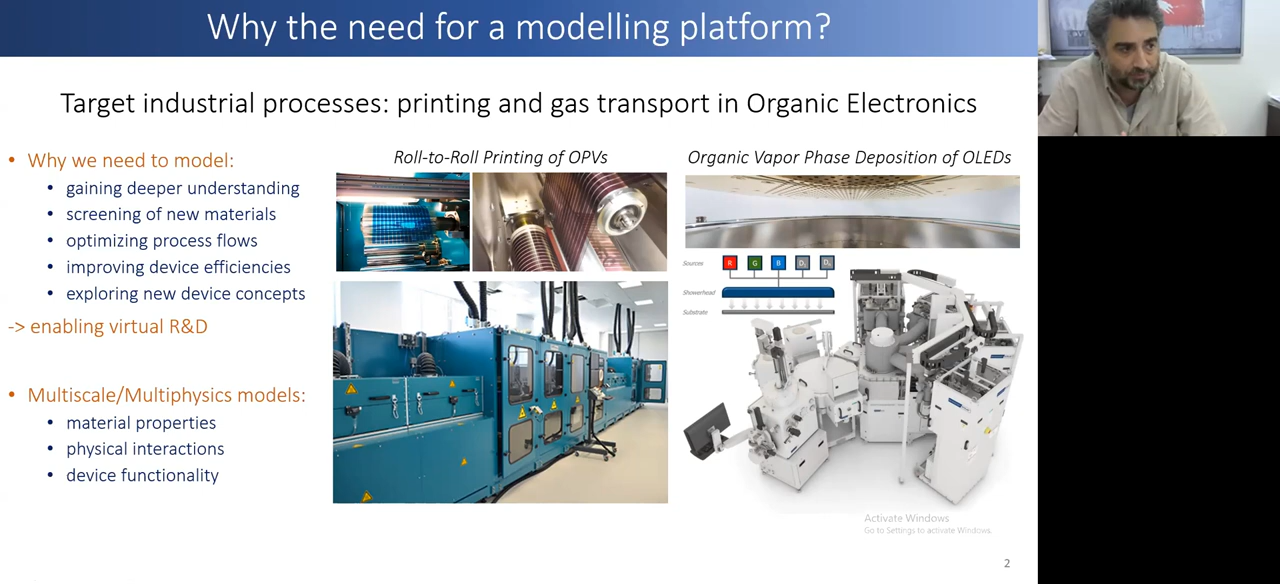 Why the need for a modelling platform?
Target industrial processes: printing and gas transport in Organic Electronics
• Why we need to model:
• gaining deeper understanding
• screening of new materials
• optimizing process flows
• improving device efficiencies
• exploring new device concepts
-> enabling virtual R&D
• Multiscale/Multiphysics models:
• material properties
• physical interactions
• device functionality
Roll-to-Roll Printing of OPVs
Organic Vapor Phase Deposition of OLEDs
Sources
R G B D₁ D₂
Showerhead
Substrate
Activate Windows
Go to Settings to activate Windows.
2